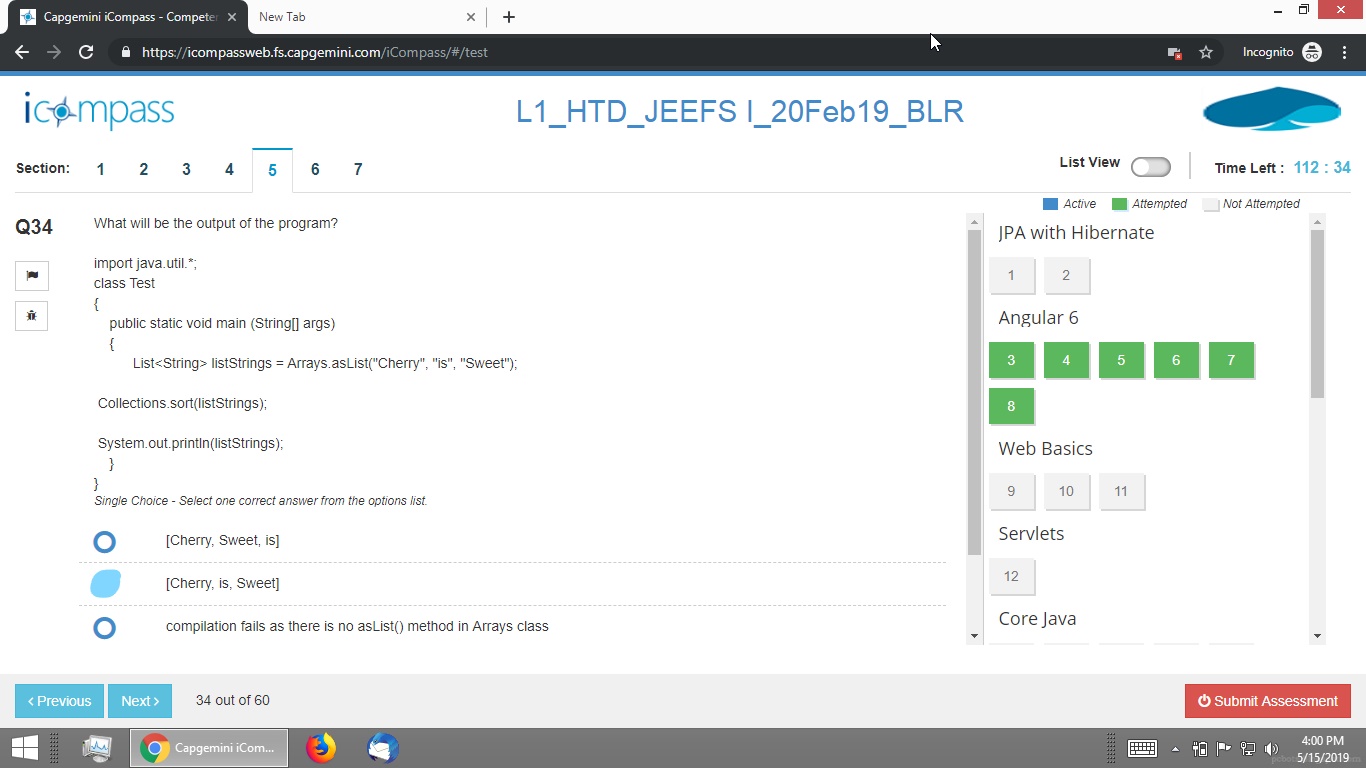 Capgemini iCompass - Competer
New Tab
https://icompassweb.fs.capgemini.com/iCompass/#/test
Incognito
icompass
L1_HTD_JEEFS I_20Feb19_BLR
Section: 1 2 3 4 5 6 7
List View
Time Left : 112 : 34
Active Attempted Not Attempted
Q34
What will be the output of the program?
import java.util.*;
class Test
{
public static void main (String[] args)
{
List<String> listStrings = Arrays.asList("Cherry", "is", "Sweet");
Collections.sort(listStrings);
System.out.println(listStrings);
}
}
Single Choice - Select one correct answer from the options list.
[Cherry, Sweet, is]
[Cherry, is, Sweet]
compilation fails as there is no asList() method in Arrays class
JPA with Hibernate
1 2
Angular 6
3 4 5 6 7
8
Web Basics
9 10 11
Servlets
12
Core Java
‹ Previous
Next ›
34 out of 60
Submit Assessment
Capgemini iCom...
4:00 PM
5/15/2019